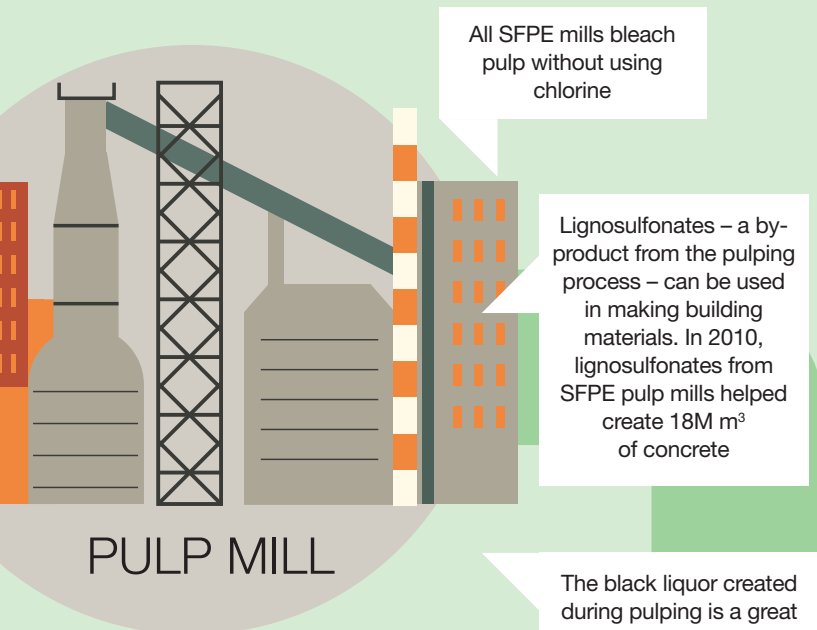 All SFPE mills bleach
pulp without using
chlorine
Lignosulfonates – a by-
product from the pulping
process – can be used
in making building
materials. In 2010,
lignosulfonates from
SFPE pulp mills helped
create 18M m³
of concrete
PULP MILL
The black liquor created
during pulping is a great